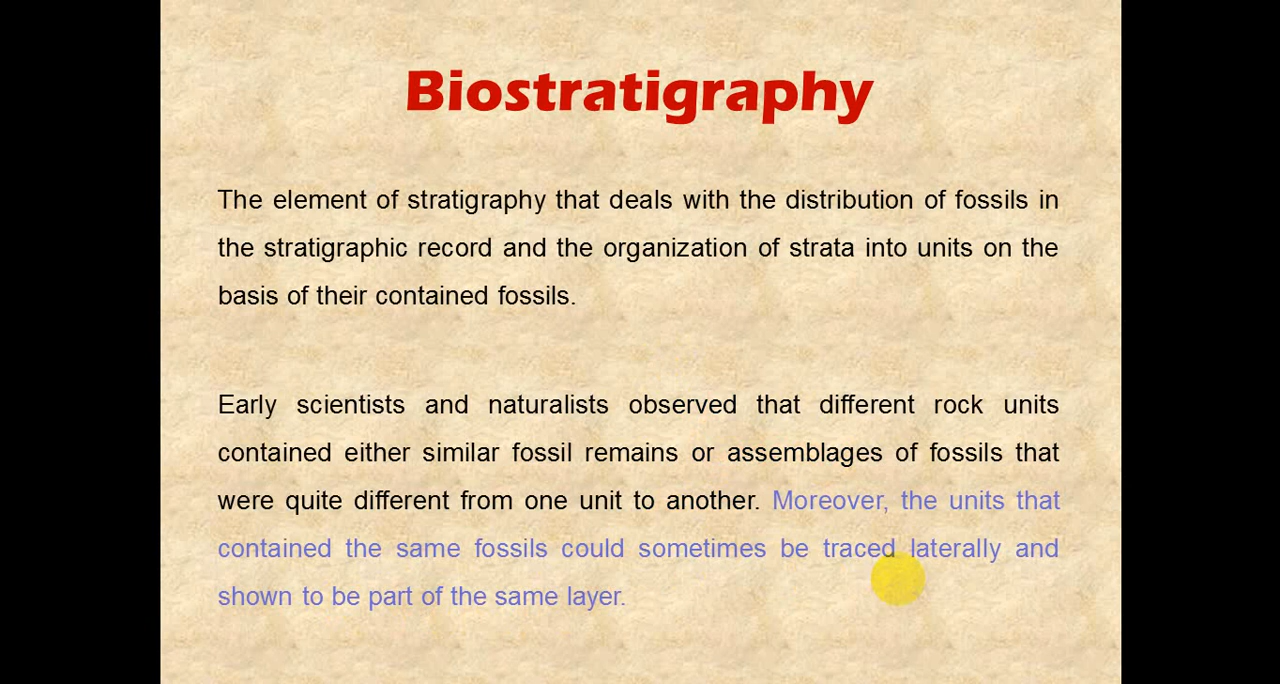 Biostratigraphy
The element of stratigraphy that deals with the distribution of fossils in
the stratigraphic record and the organization of strata into units on the
basis of their contained fossils.
Early scientists and naturalists observed that different rock units
contained either similar fossil remains or assemblages of fossils that
were quite different from one unit to another. Moreover, the units that
contained the same fossils could sometimes be traced laterally and
shown to be part of the same layer.